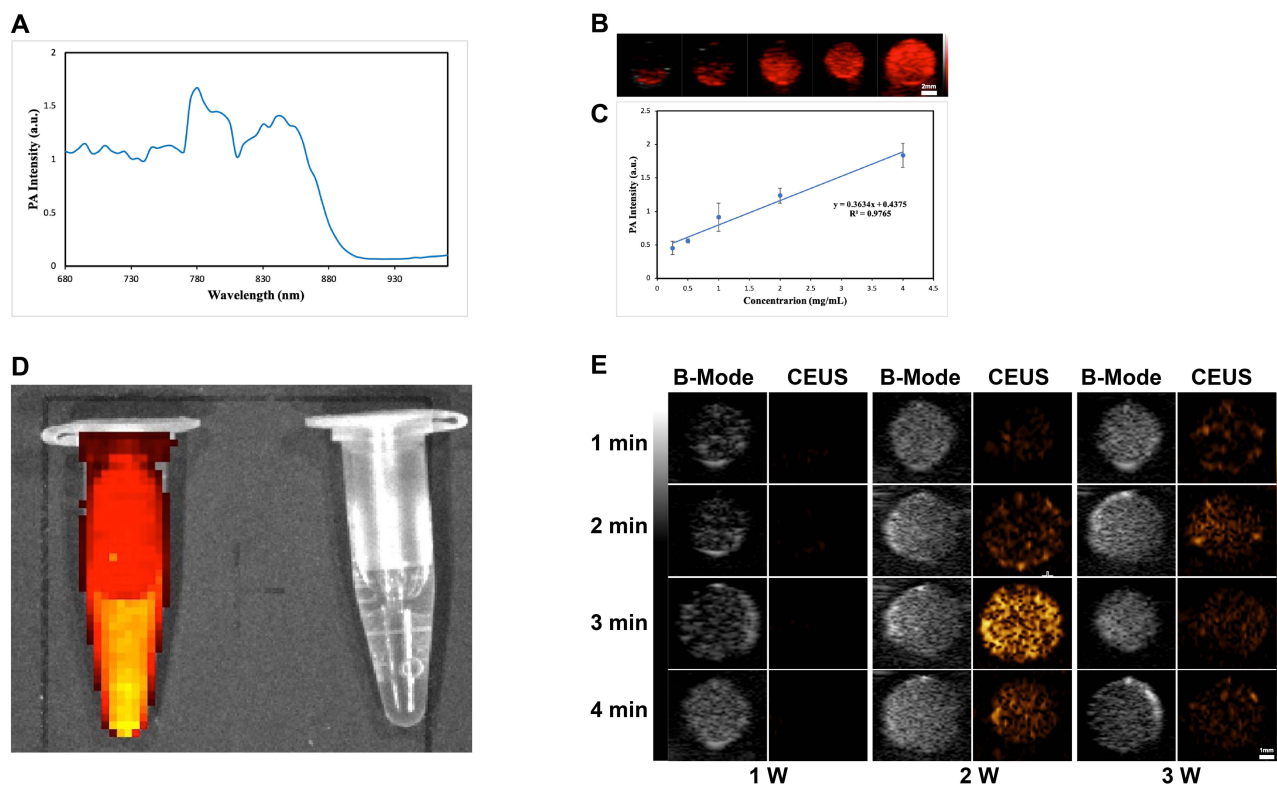 A
2
1.5
1
0.5
0
PA Intensity (a.u.)
680 730 780 830 880 930
Wavelength (nm)
B
2mm
C
2.5
2
1.5
1
0.5
0
PA Intensity (a.u.)
y = 0.3634x + 0.4375
R² = 0.9765
0 0.5 1 1.5 2 2.5 3 3.5 4 4.5
Concentrarion (mg/mL)
D
E
B-Mode CEUS B-Mode CEUS B-Mode CEUS
1 min
2 min
3 min
4 min
1mm
1 W 2 W 3 W